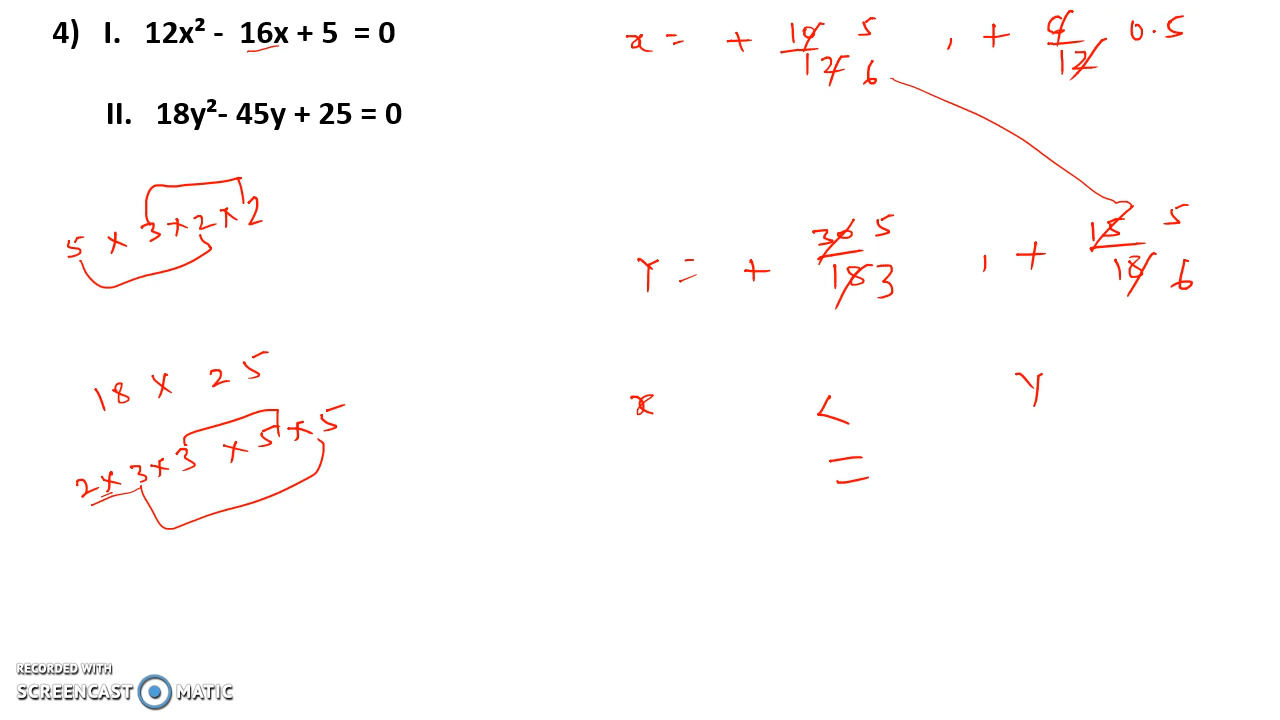 4) I. 12x² - 16x + 5 = 0
II. 18y²- 45y + 25 = 0
x = + 10/12 5/6 , + 6/12 0.5
5 × 3 × 2 × 2
Y = + 30/18 5/3 , + 15/18 5/6
18 × 25
2 × 3 × 3 × 5 × 5
x < Y
=
RECORDED WITH
SCREENCAST MATIC